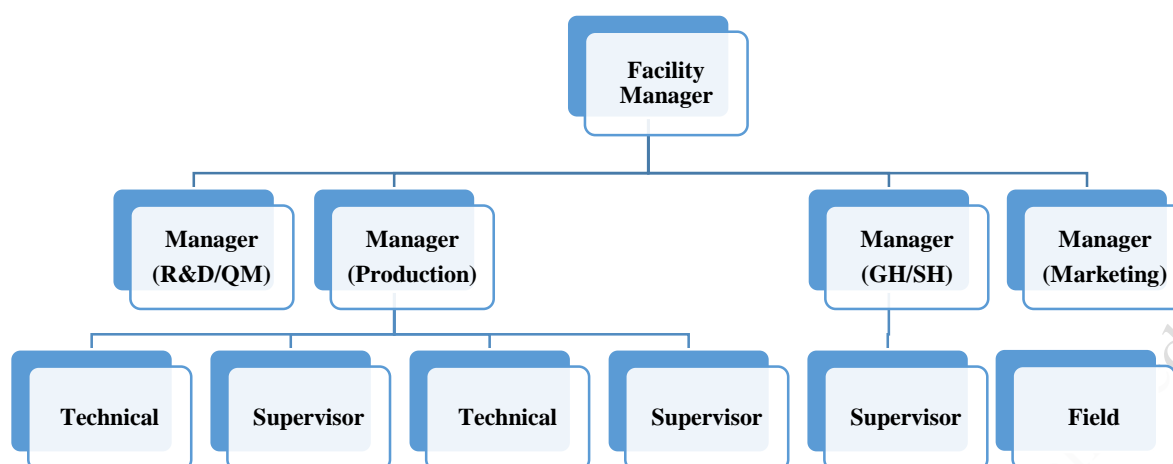 Facility
Manager
Manager
(R&D/QM)
Manager
(Production)
Manager
(GH/SH)
Manager
(Marketing)
Technical
Supervisor
Technical
Supervisor
Supervisor
Field